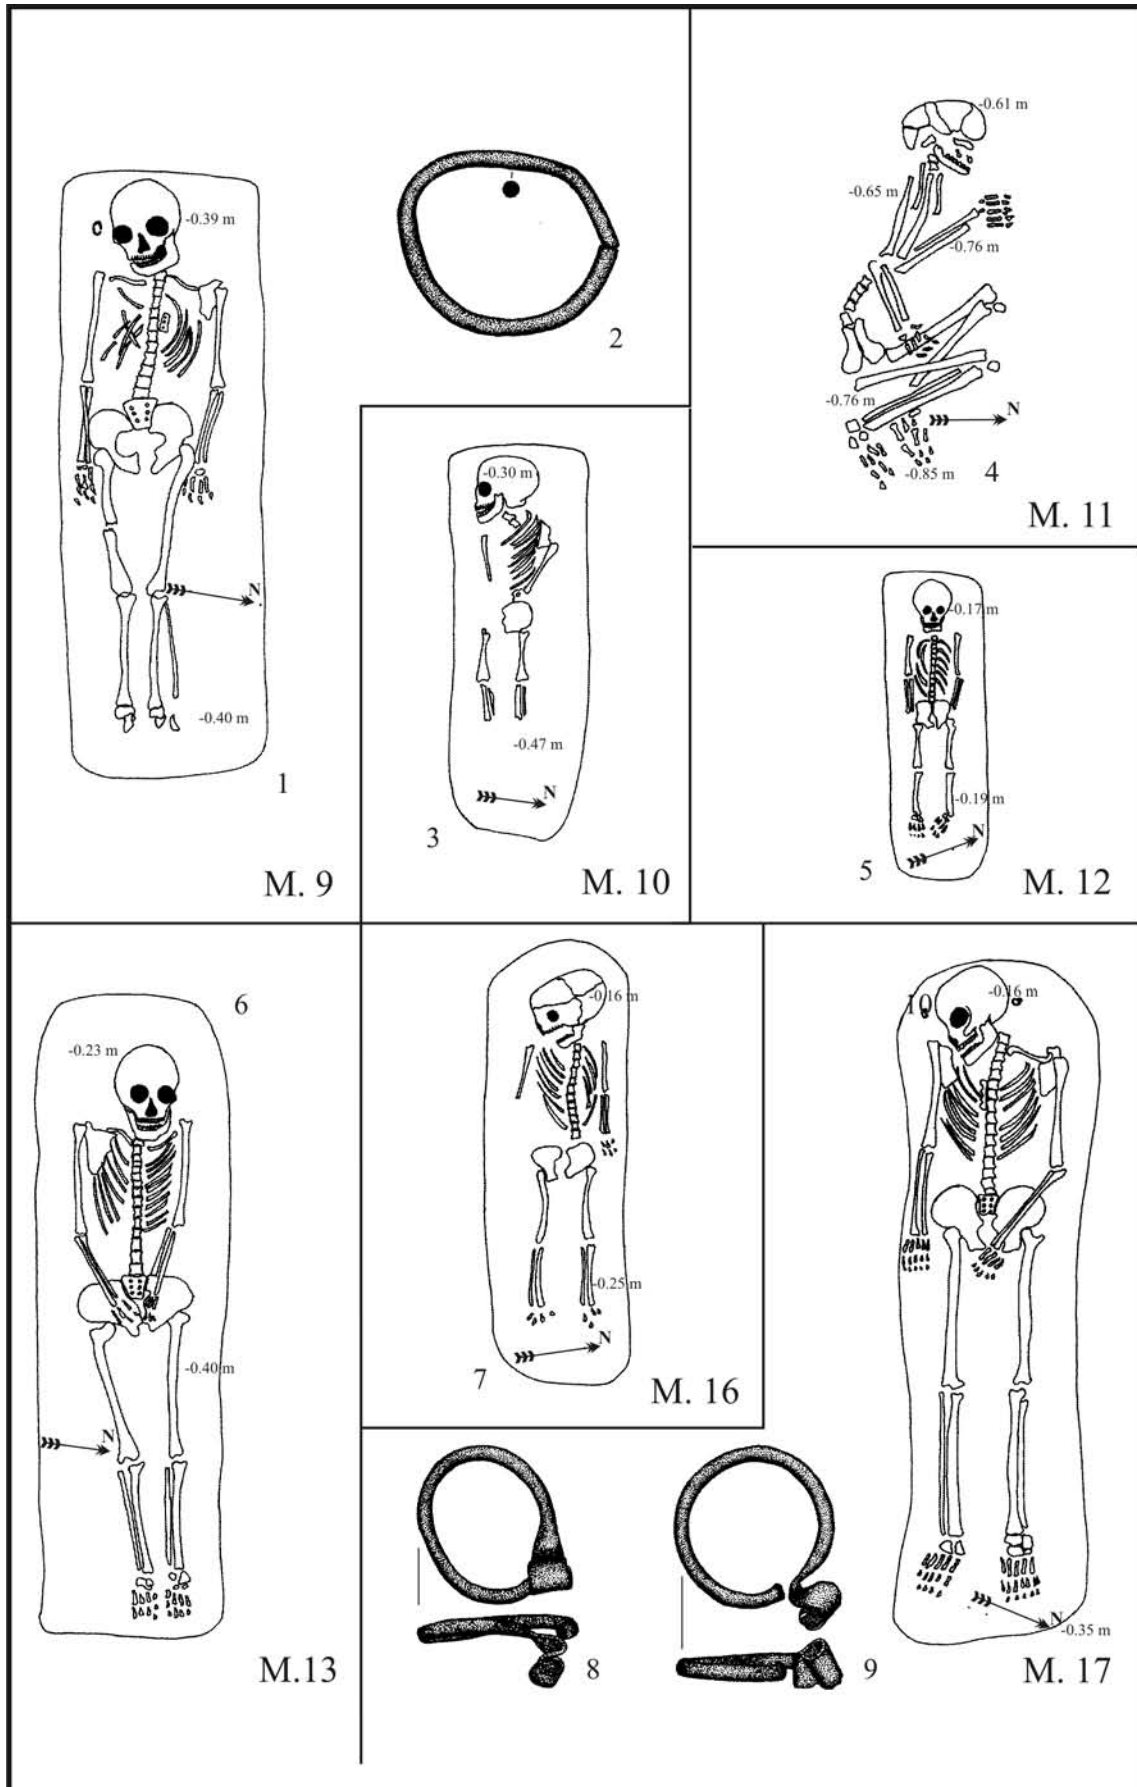 -0.39 m
N
-0.40 m
1
M. 9
2
-0.30 m
-0.47 m
N
3
M. 10
-0.61 m
-0.65 m
-0.76 m
-0.76 m
N
-0.85 m
4
M. 11
-0.17 m
-0.19 m
N
5
M. 12
6
-0.23 m
-0.40 m
N
M.13
-0.16 m
-0.25 m
N
7
M. 16
8
9
10
-0.16 m
N
-0.35 m
M. 17